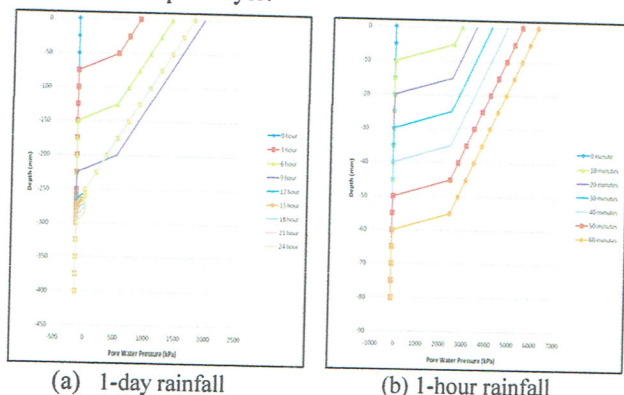 0
-50
-100
-150
-200
-250
-300
-350
-400
-450
Depth (mm)
-500 0 500 1000 1500 2000 2500
Pore Water Pressure (kPa)
0 hour
3 hour
6 hour
9 hour
12 hour
15 hour
18 hour
21 hour
24 hour
(a) 1-day rainfall
0
-10
-20
-30
-40
-50
-60
-70
-80
-90
Depth (mm)
-1000 0 1000 2000 3000 4000 5000 6000 7000
Pore Water Pressure (kPa)
0 minute
10 minutes
20 minutes
30 minutes
40 minutes
50 minutes
60 minutes
(b) 1-hour rainfall